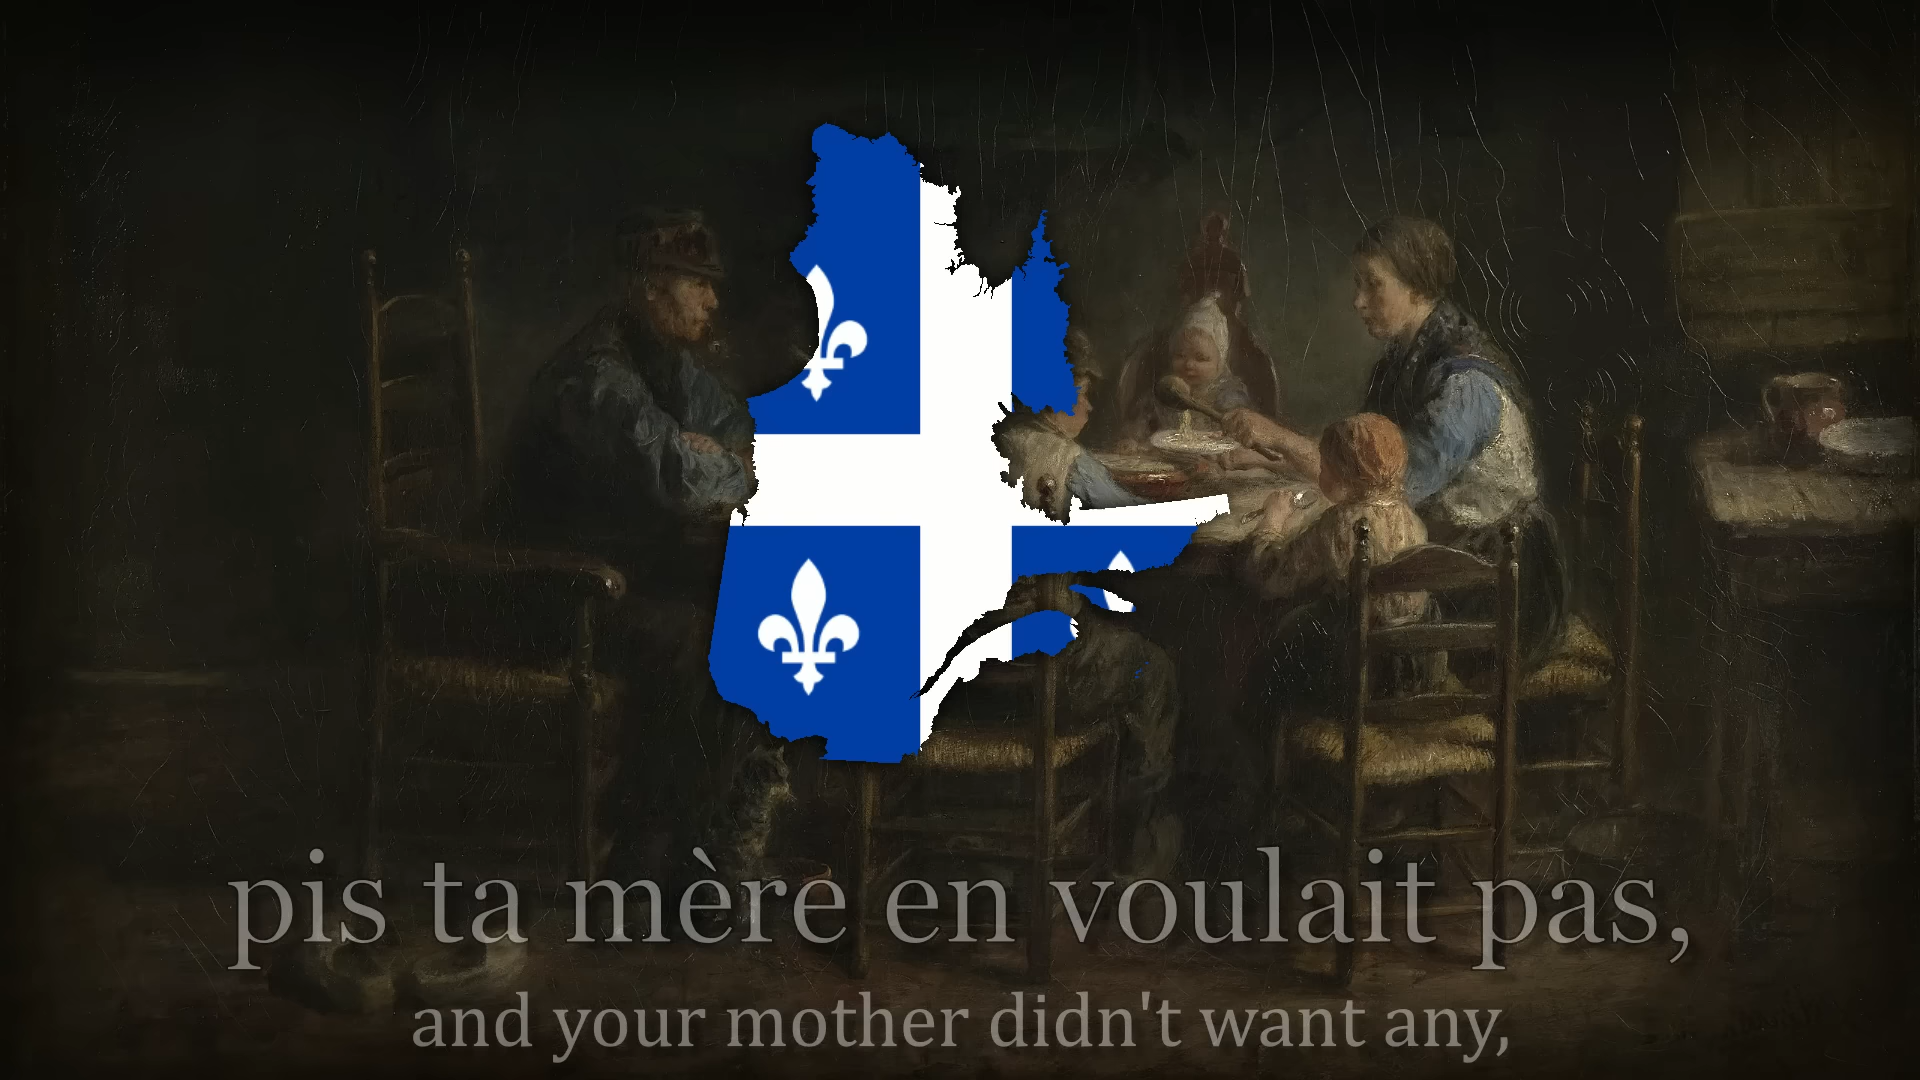 pis ta mère en voulait pas,
and your mother didn't want any,